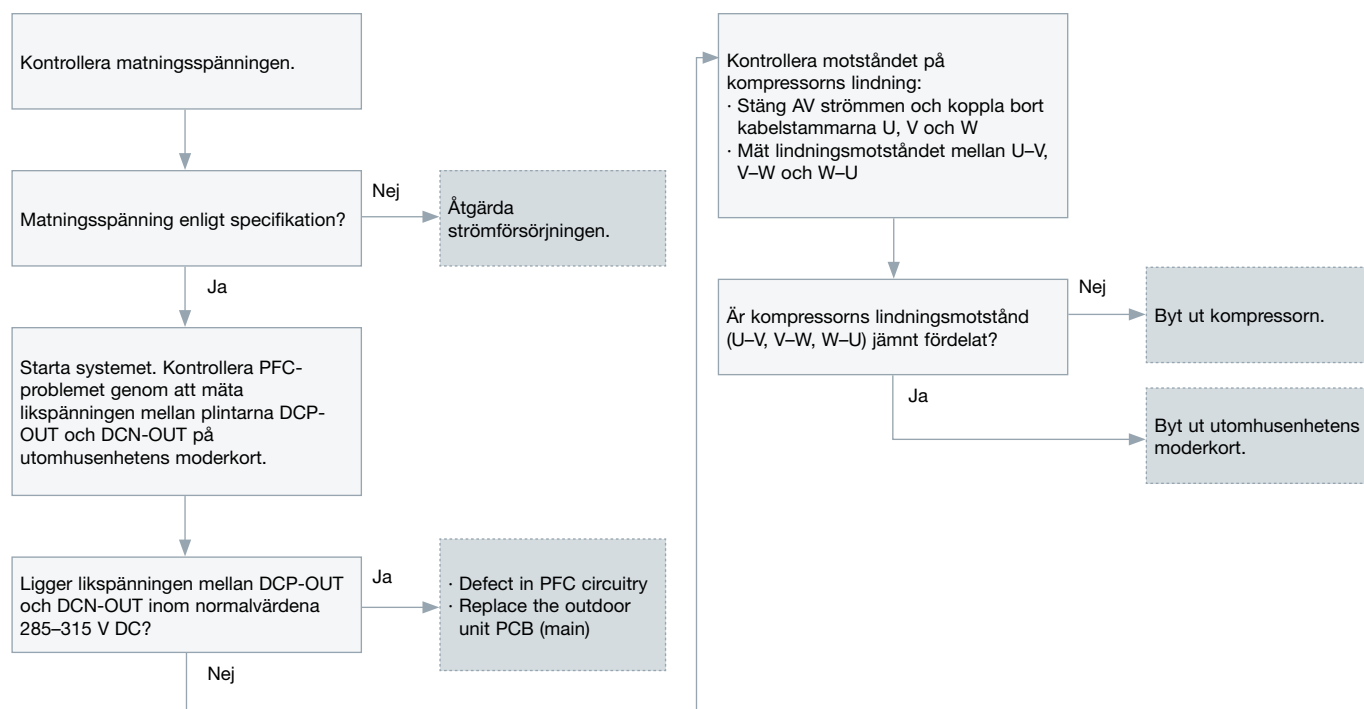 Kontrollera matningsspänningen.
Matningsspänning enligt specifikation?
Nej
Åtgärda
strömförsörjningen.
Ja
Starta systemet. Kontrollera PFC-
problemet genom att mäta
likspänningen mellan plintarna DCP-
OUT och DCN-OUT på
utomhusenhetens moderkort.
Ligger likspänningen mellan DCP-OUT
och DCN-OUT inom normalvärdena
285–315 V DC?
Ja
· Defect in PFC circuitry
· Replace the outdoor
unit PCB (main)
Nej
Kontrollera motståndet på
kompressorns lindning:
· Stäng AV strömmen och koppla bort
kabelstammarna U, V och W
· Mät lindningsmotståndet mellan U–V,
V–W och W–U
Är kompressorns lindningsmotstånd
(U–V, V–W, W–U) jämnt fördelat?
Nej
Byt ut kompressorn.
Ja
Byt ut utomhusenhetens
moderkort.